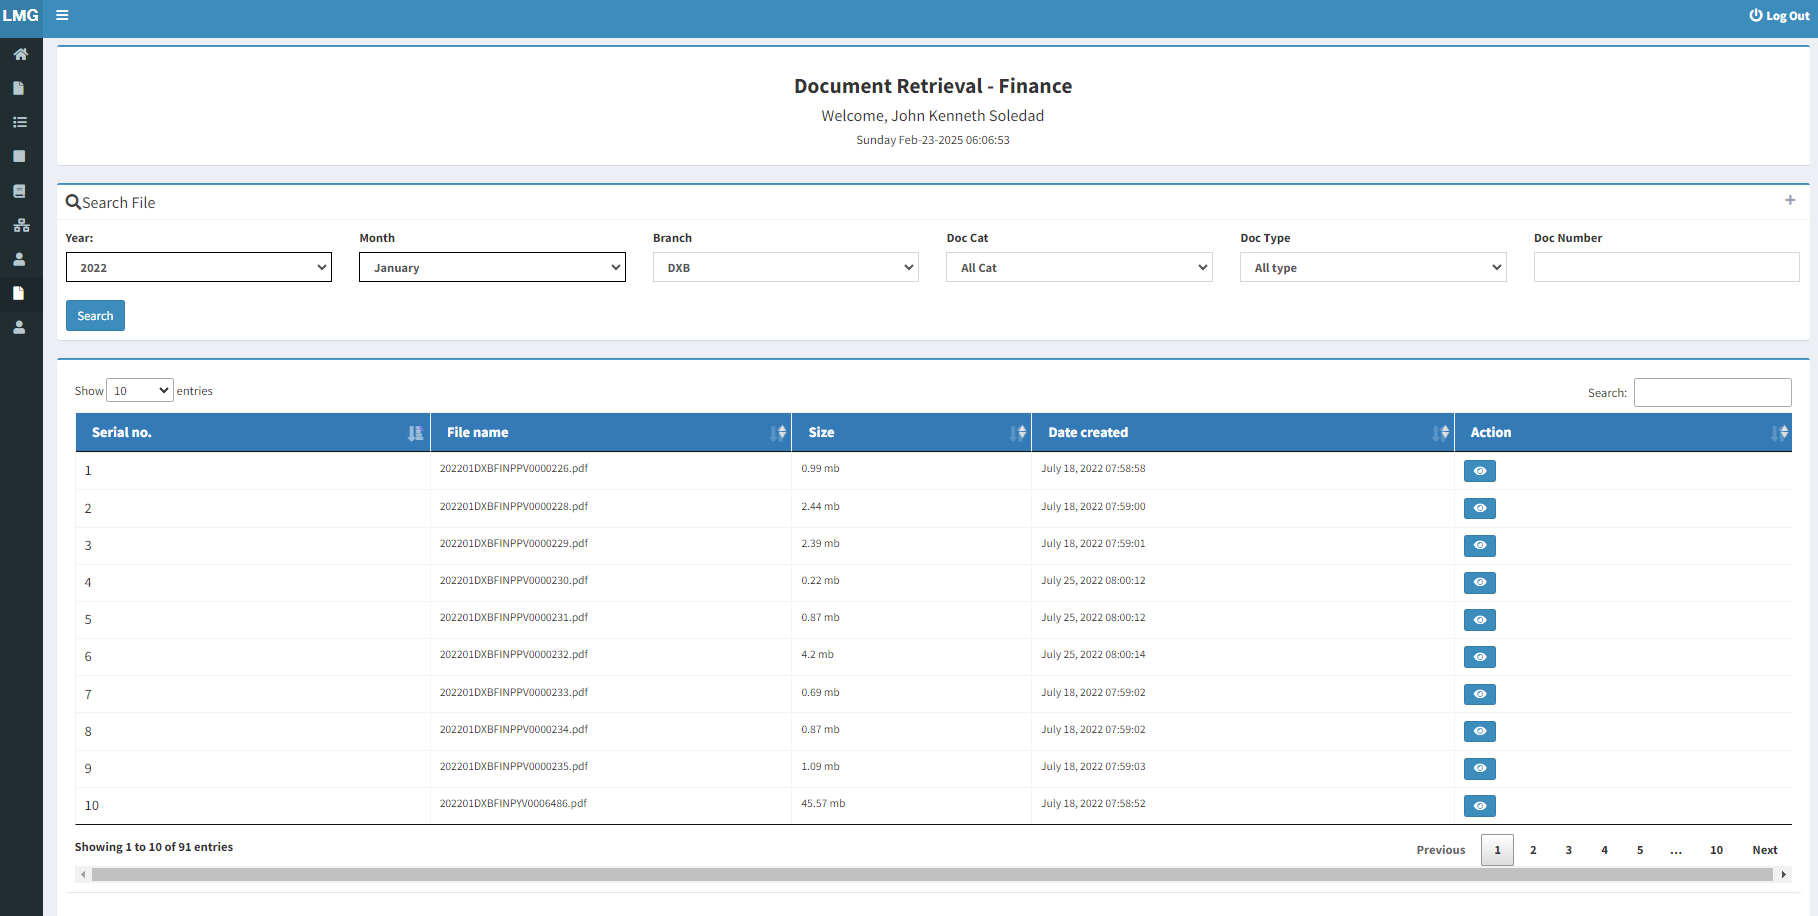 LMG
Log Out
Document Retrieval - Finance
Welcome, John Kenneth Soledad
Sunday Feb-23-2025 06:06:53
Search File
Year: Month Branch Doc Cat Doc Type Doc Number
2022 January DXB All Cat All type
Search
Show 10 entries Search:
Serial no. File name Size Date created Action
1 202201DXBFINPPV0000226.pdf 0.99 mb July 18, 2022 07:58:58
2 202201DXBFINPPV0000228.pdf 2.44 mb July 18, 2022 07:59:00
3 202201DXBFINPPV0000229.pdf 2.39 mb July 18, 2022 07:59:01
4 202201DXBFINPPV0000230.pdf 0.22 mb July 25, 2022 08:00:12
5 202201DXBFINPPV0000231.pdf 0.87 mb July 25, 2022 08:00:12
6 202201DXBFINPPV0000232.pdf 4.2 mb July 25, 2022 08:00:14
7 202201DXBFINPPV0000233.pdf 0.69 mb July 18, 2022 07:59:02
8 202201DXBFINPPV0000234.pdf 0.87 mb July 18, 2022 07:59:02
9 202201DXBFINPPV0000235.pdf 1.09 mb July 18, 2022 07:59:03
10 202201DXBFINPYV0006486.pdf 45.57 mb July 18, 2022 07:58:52
Showing 1 to 10 of 91 entries
Previous 1 2 3 4 5 ... 10 Next